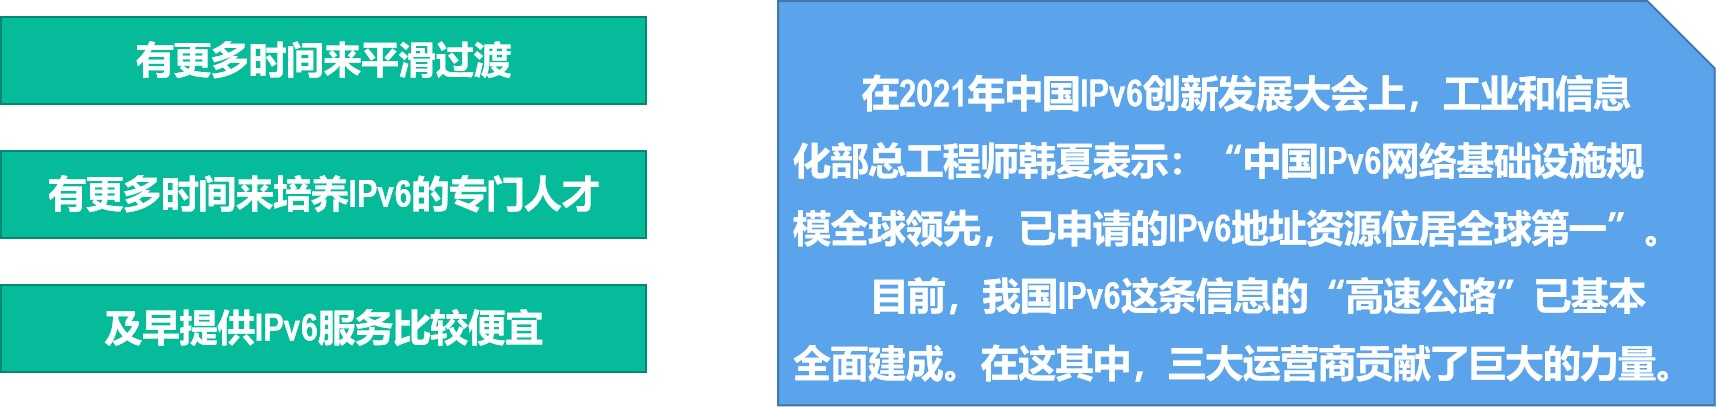 有更多时间来平滑过渡
有更多时间来培养IPv6的专门人才
及早提供IPv6服务比较便宜
在2021年中国IPv6创新发展大会上，工业和信息
化部总工程师韩夏表示：“中国IPv6网络基础设施规
模全球领先，已申请的IPv6地址资源位居全球第一”。
目前，我国IPv6这条信息的“高速公路”已基本
全面建成。在这其中，三大运营商贡献了巨大的力量。